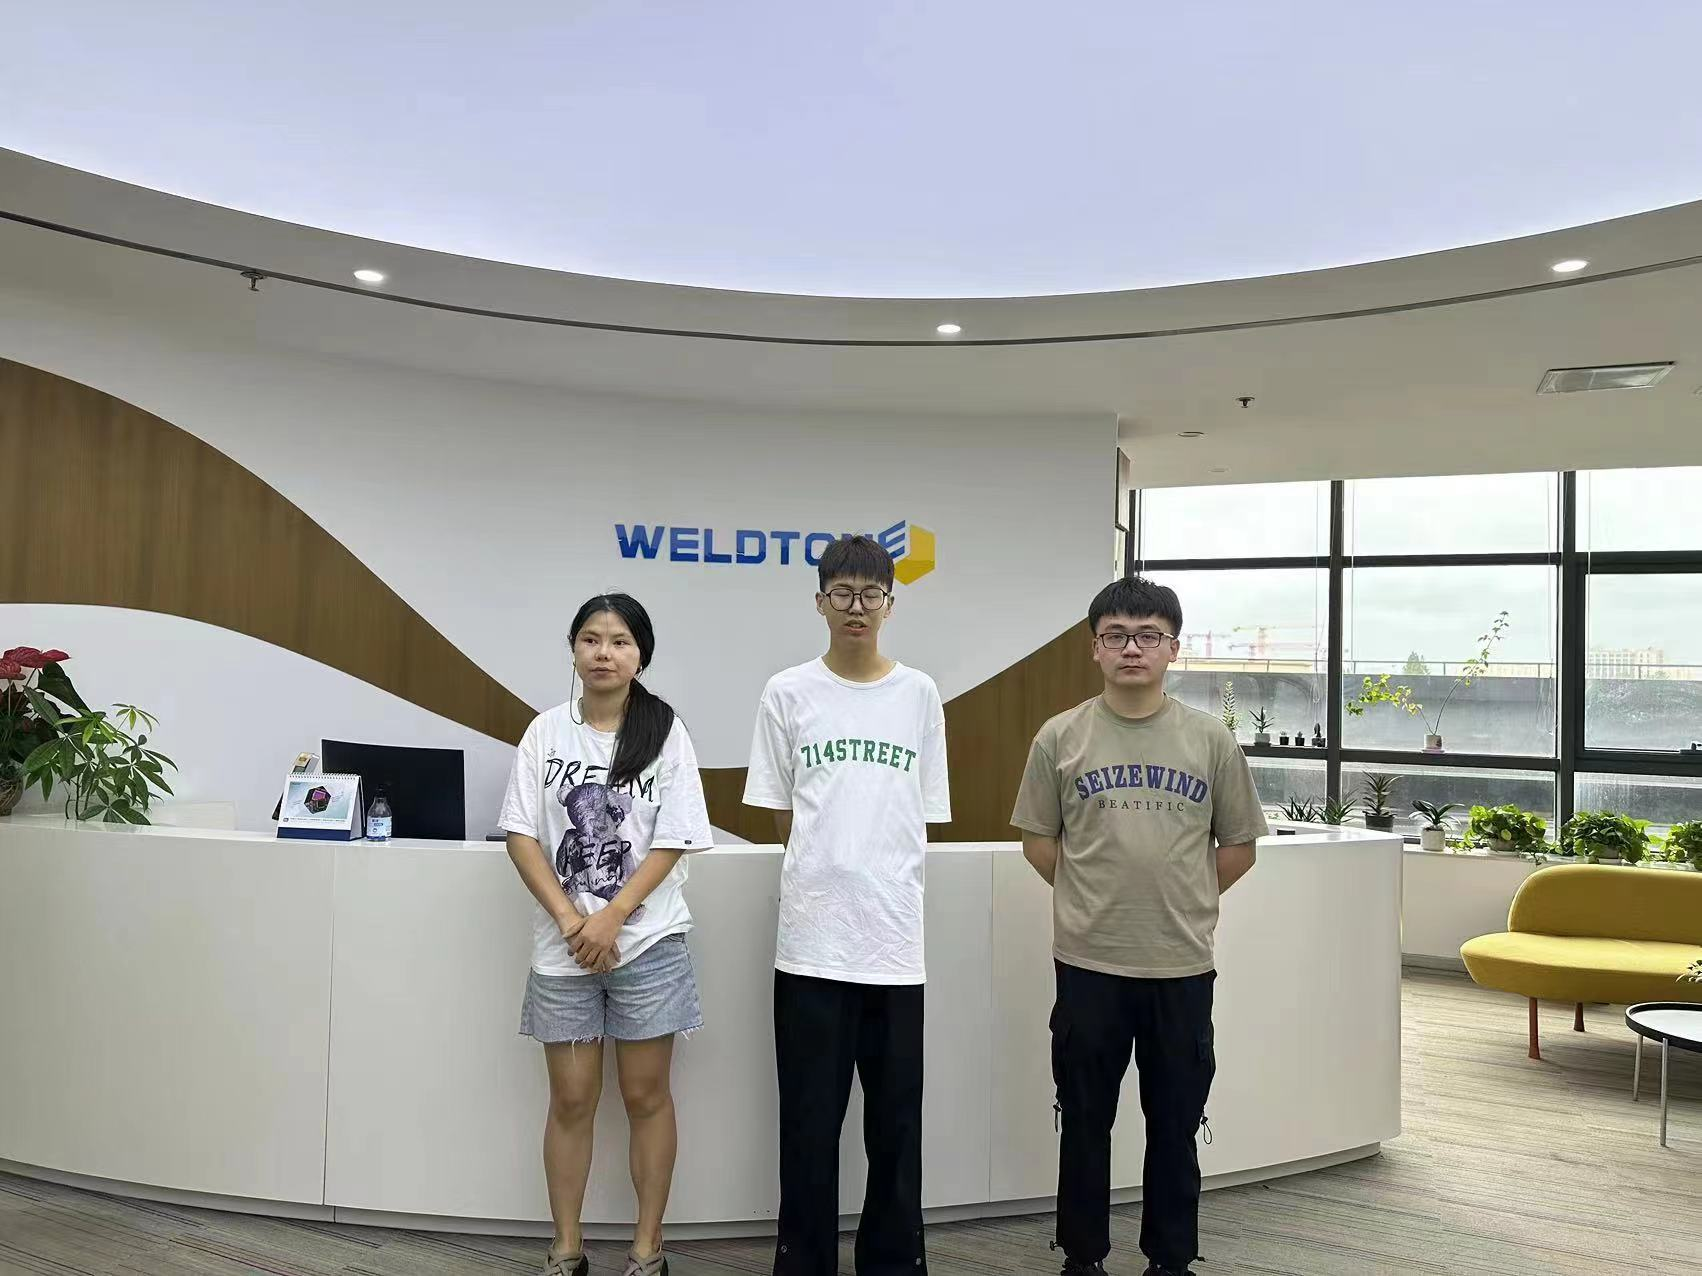 WELDTONE
DREAM
714STREET
SEIZEWIND
BEATIFIC